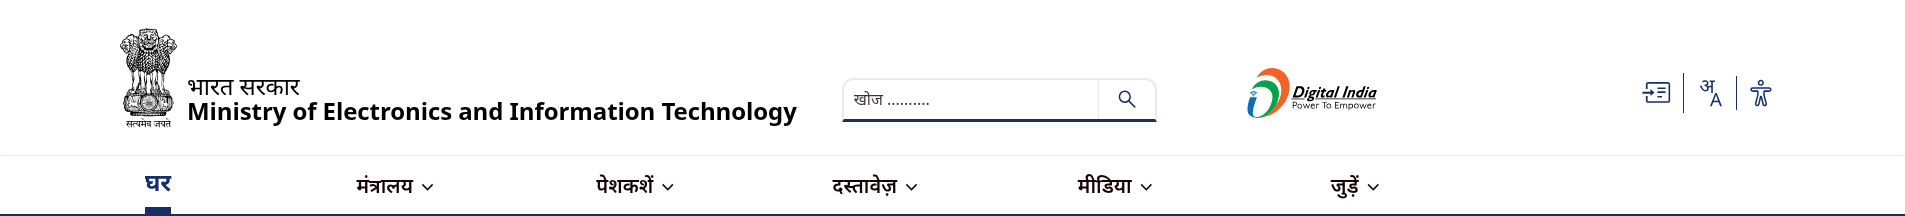 सत्यमेव जयते
भारत सरकार
Ministry of Electronics and Information Technology
खोज ..........
Digital India
Power To Empower
अ
A
घर
मंत्रालय
पेशकशें
दस्तावेज़
मीडिया
जुड़ें